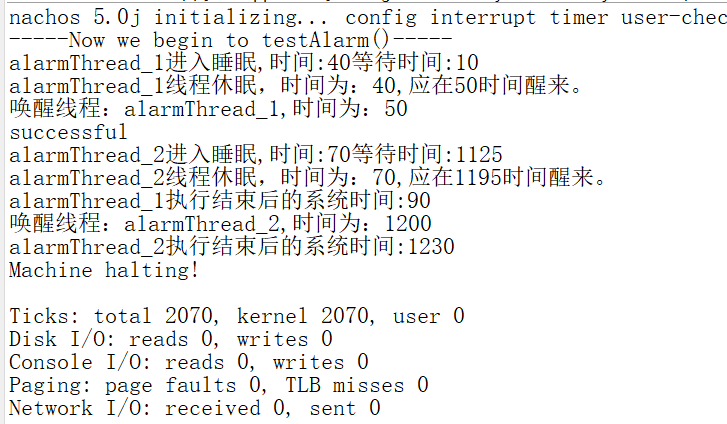 nachos 5.0j initializing... config interrupt timer user-chec
-----Now we begin to testAlarm()-----
alarmThread_1进入睡眠,时间:40等待时间:10
alarmThread_1线程休眠，时间为：40,应在50时间醒来。
唤醒线程：alarmThread_1,时间为：50
successful
alarmThread_2进入睡眠,时间:70等待时间:1125
alarmThread_2线程休眠，时间为：70,应在1195时间醒来。
alarmThread_1执行结束后的系统时间:90
唤醒线程：alarmThread_2,时间为：1200
alarmThread_2执行结束后的系统时间:1230
Machine halting!
Ticks: total 2070, kernel 2070, user 0
Disk I/O: reads 0, writes 0
Console I/O: reads 0, writes 0
Paging: page faults 0, TLB misses 0
Network I/O: received 0, sent 0